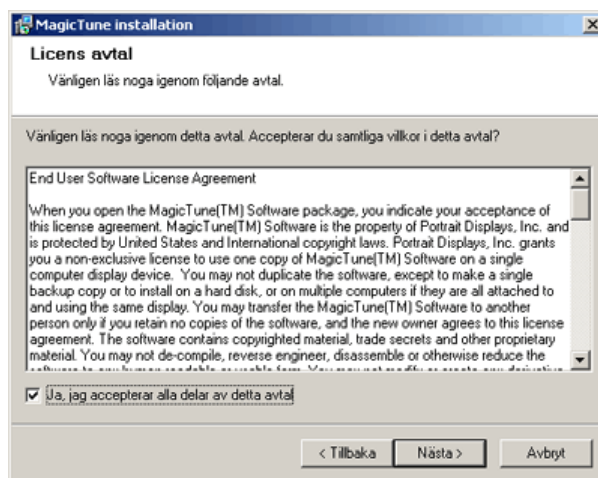 MagicTune installation
Licens avtal
Vänligen läs noga igenom följande avtal.
Vänligen läs noga igenom detta avtal. Accepterar du samtliga villkor i detta avtal?
End User Software License Agreement
When you open the MagicTune(TM) Software package, you indicate your acceptance of
this license agreement. MagicTune(TM) Software is the property of Portrait Displays, Inc. and
is protected by United States and International copyright laws. Portrait Displays, Inc. grants
you a non-exclusive license to use one copy of MagicTune(TM) Software on a single
computer display device.  You may not duplicate the software, except to make a single
backup copy or to install on a hard disk, or on multiple computers if they are all attached to
and using the same display. You may transfer the MagicTune(TM) Software to another
person only if you retain no copies of the software, and the new owner agrees to this license
agreement. The software contains copyrighted material, trade secrets and other proprietary
material. You may not de-compile, reverse engineer, disassemble or otherwise reduce the
Ja, jag accepterar alla delar av detta avtal
< Tillbaka
Nästa >
Avbryt